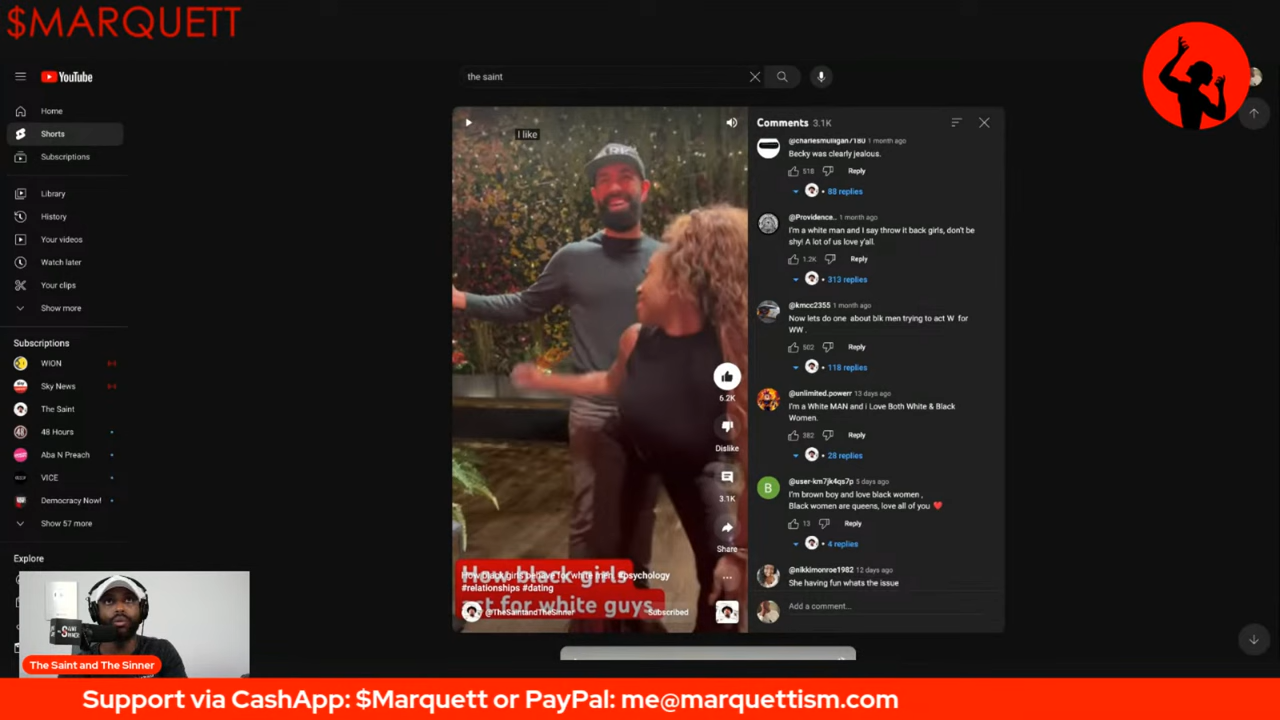 $MARQUETT
YouTube
the saint
Home
Shorts
Subscriptions
Library
History
Your videos
Watch later
Your clips
Show more
Subscriptions
WION
Sky News
The Saint
48 Hours
Aba N Preach
VICE
Democracy Now!
Show 57 more
Explore
I like
6.2K
Dislike
3.1K
Share
How black girls behave for white men. #psychology
#relationships #dating
How black girls
act for white guys
@TheSaintandTheSinner
Subscribed
Comments 3.1K
@charlesmulligan7180 1 month ago
Becky was clearly jealous.
518 Reply
88 replies
@Providence.. 1 month ago
I'm a white man and I say throw it back girls, don't be
shy! A lot of us love y'all.
1.2K Reply
313 replies
@kmcc2355 1 month ago
Now lets do one about blk men trying to act W for
WW .
502 Reply
118 replies
@unlimited.powerr 13 days ago
I'm a White MAN and i Love Both White & Black
Women.
382 Reply
28 replies
B
@user-km7jk4qs7p 5 days ago
I'm brown boy and love black women ,
Black women are queens, love all of you ❤️
13 Reply
4 replies
@nikkimonroe1982 12 days ago
She having fun whats the issue
Add a comment...
The Saint and The Sinner
Support via CashApp: $Marquett or PayPal: me@marquettism.com